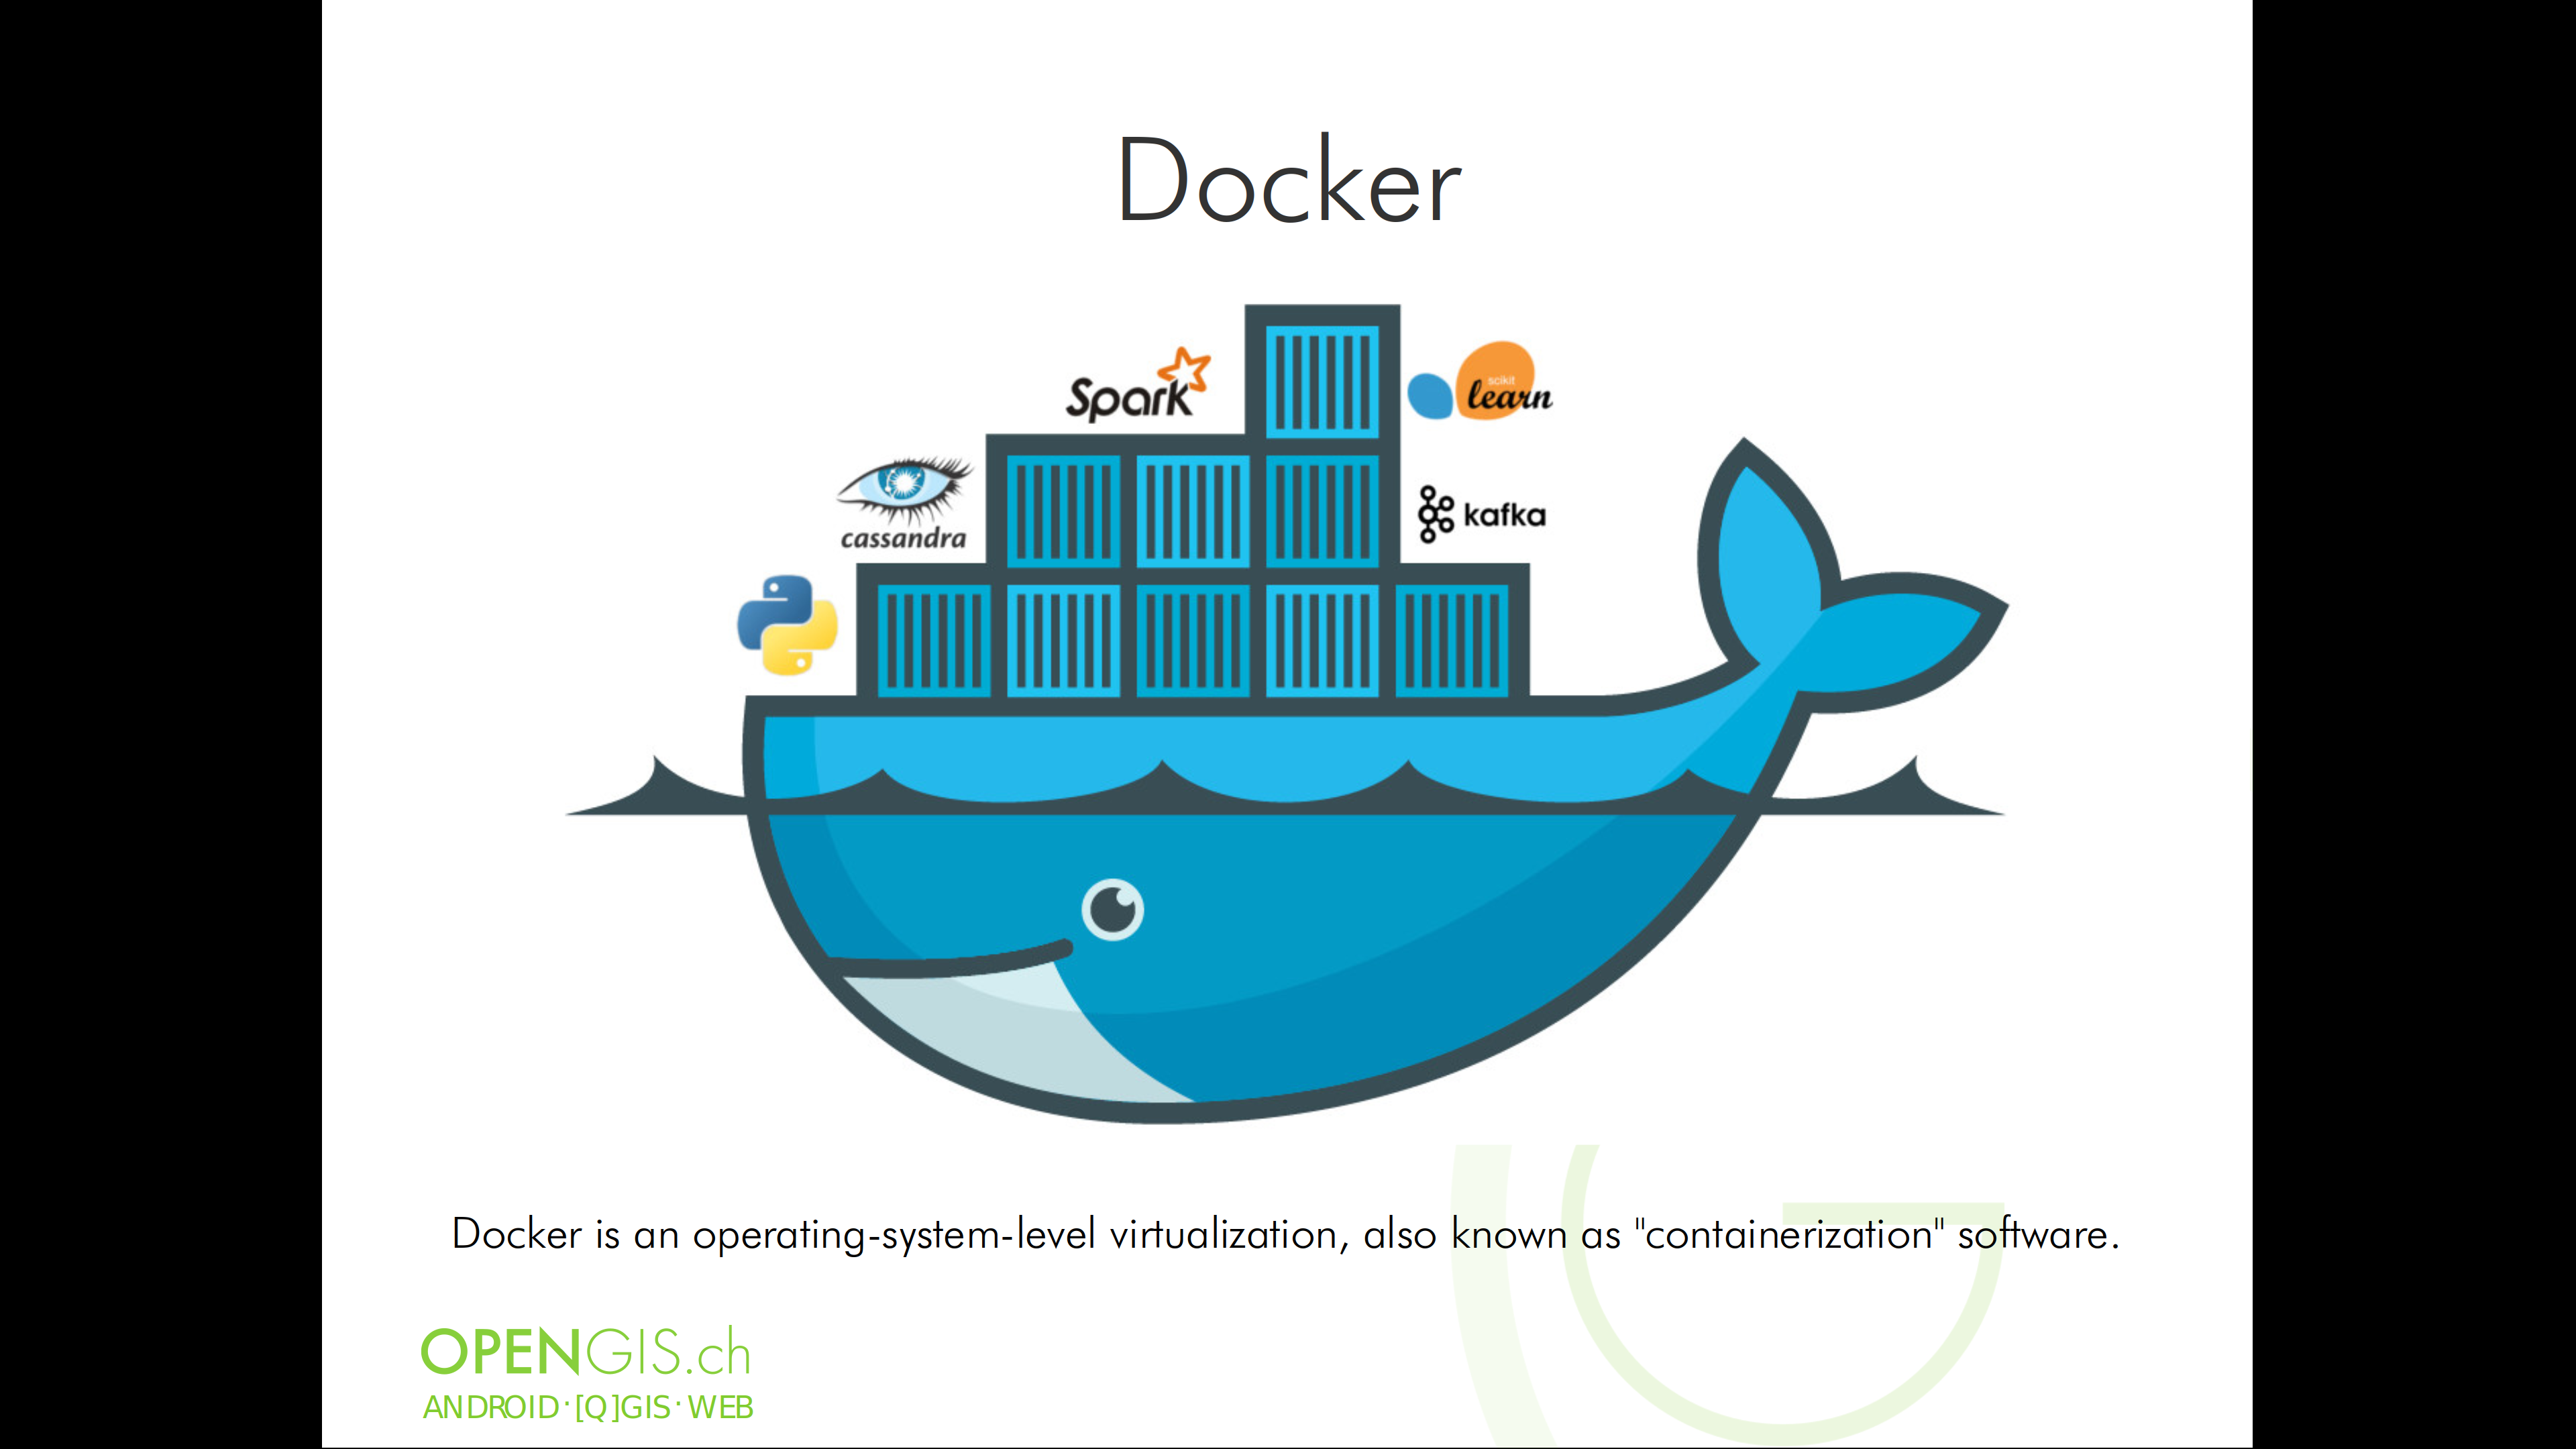 Docker
Spark
scikit
learn
cassandra
kafka
Docker is an operating-system-level virtualization, also known as "containerization" software.
OPENGIS.ch
ANDROID·[Q]GIS·WEB